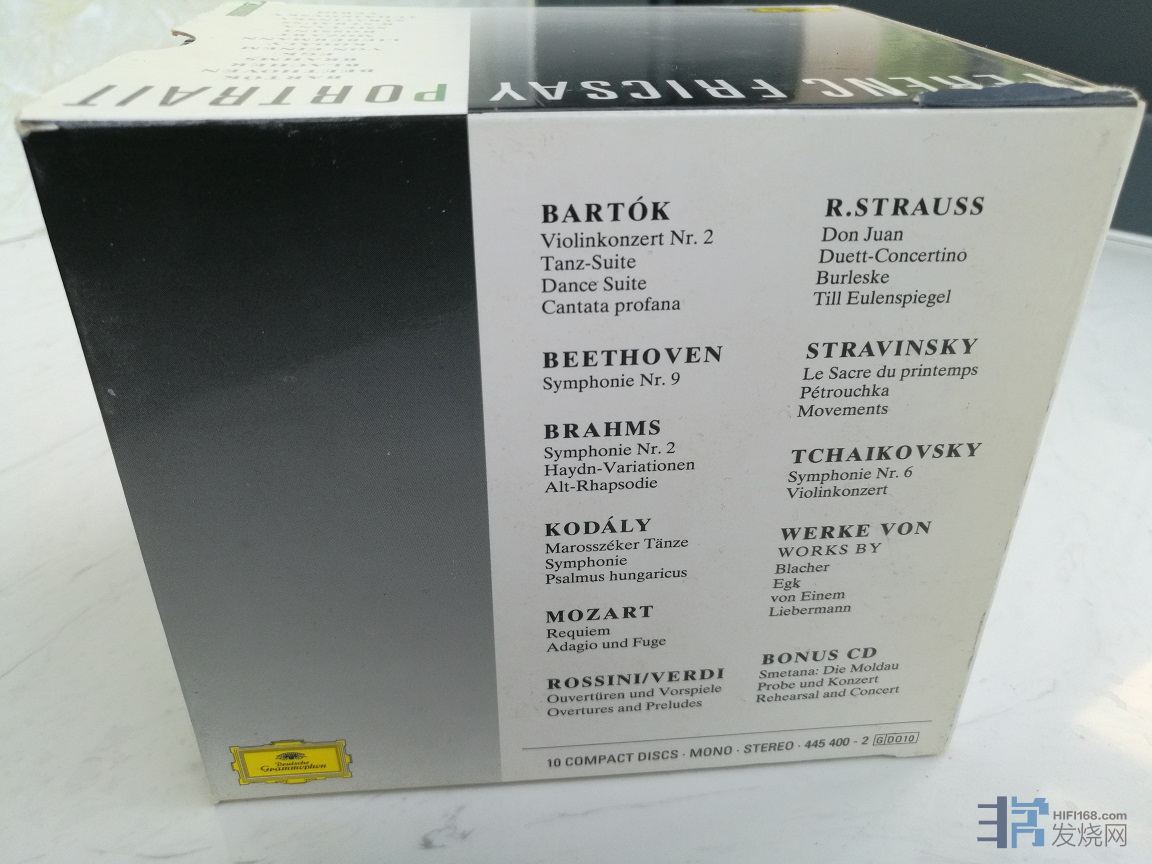 PORTRAIT
FERENC FRICSAY
BARTÓK
Violinkonzert Nr. 2
Tanz-Suite
Dance Suite
Cantata profana
BEETHOVEN
Symphonie Nr. 9
BRAHMS
Symphonie Nr. 2
Haydn-Variationen
Alt-Rhapsodie
KODÁLY
Marosszéker Tänze
Symphonie
Psalmus hungaricus
MOZART
Requiem
Adagio und Fuge
ROSSINI/VERDI
Ouvertüren und Vorspiele
Overtures and Preludes
R.STRAUSS
Don Juan
Duett-Concertino
Burleske
Till Eulenspiegel
STRAVINSKY
Le Sacre du printemps
Pétrouchka
Movements
TCHAIKOVSKY
Symphonie Nr. 6
Violinkonzert
WERKE VON
WORKS BY
Blacher
Egk
von Einem
Liebermann
BONUS CD
Smetana: Die Moldau
Probe und Konzert
Rehearsal and Concert
10 COMPACT DISCS · MONO · STEREO · 445 400 - 2 GDO10
Deutsche
Grammophon
HIFI168.com
发烧网